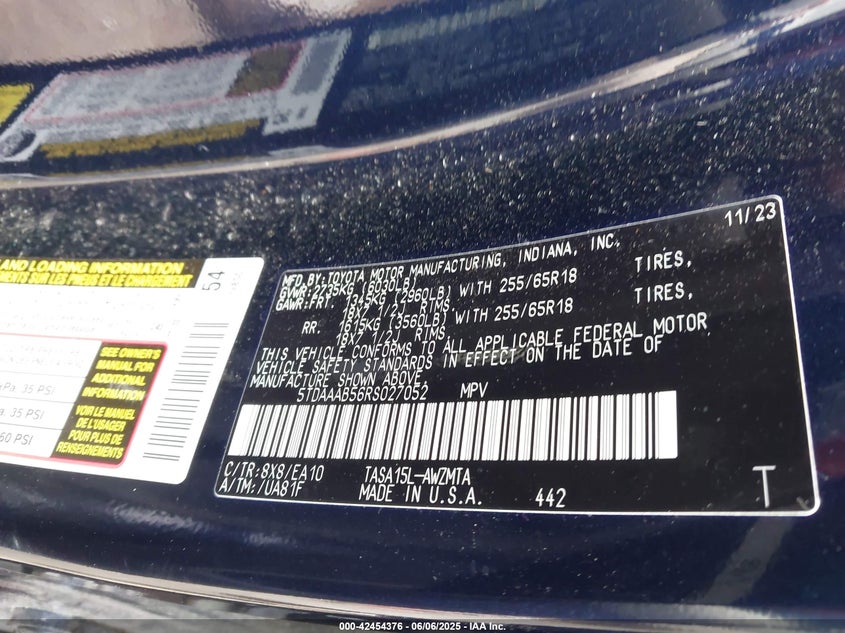 11/23
MFD.BY:TOYOTA MOTOR MANUFACTURING, INDIANA, INC.
GVWR:2735KG (6030LB)
GAWR:FRT. 1345KG (2960LB) WITH 255/65R18 TIRES,
18X7 1/2J RIMS
RR. 1615KG (3560LB) WITH 255/65R18 TIRES,
18X7 1/2J RIMS
THIS VEHICLE CONFORMS TO ALL APPLICABLE FEDERAL MOTOR
VEHICLE SAFETY STANDARDS IN EFFECT ON THE DATE OF
MANUFACTURE SHOWN ABOVE.
5TDAAAB56RS027052 MPV
C/TR:8X8/EA10 TASA15L-AWZMTA
A/TM:/UA81F MADE IN U.S.A. 442
T
AND LOADING INFORMATION
54
SEE OWNER'S
MANUAL FOR
ADDITIONAL
INFORMATION
VOIR LE MANUEL
DE L'UTILISATEUR
POUR PLUS DE
RENSEIGNEMENTS
35 PSI
35 PSI
60 PSI
000-42454376 - 06/06/2025 - IAA Inc.